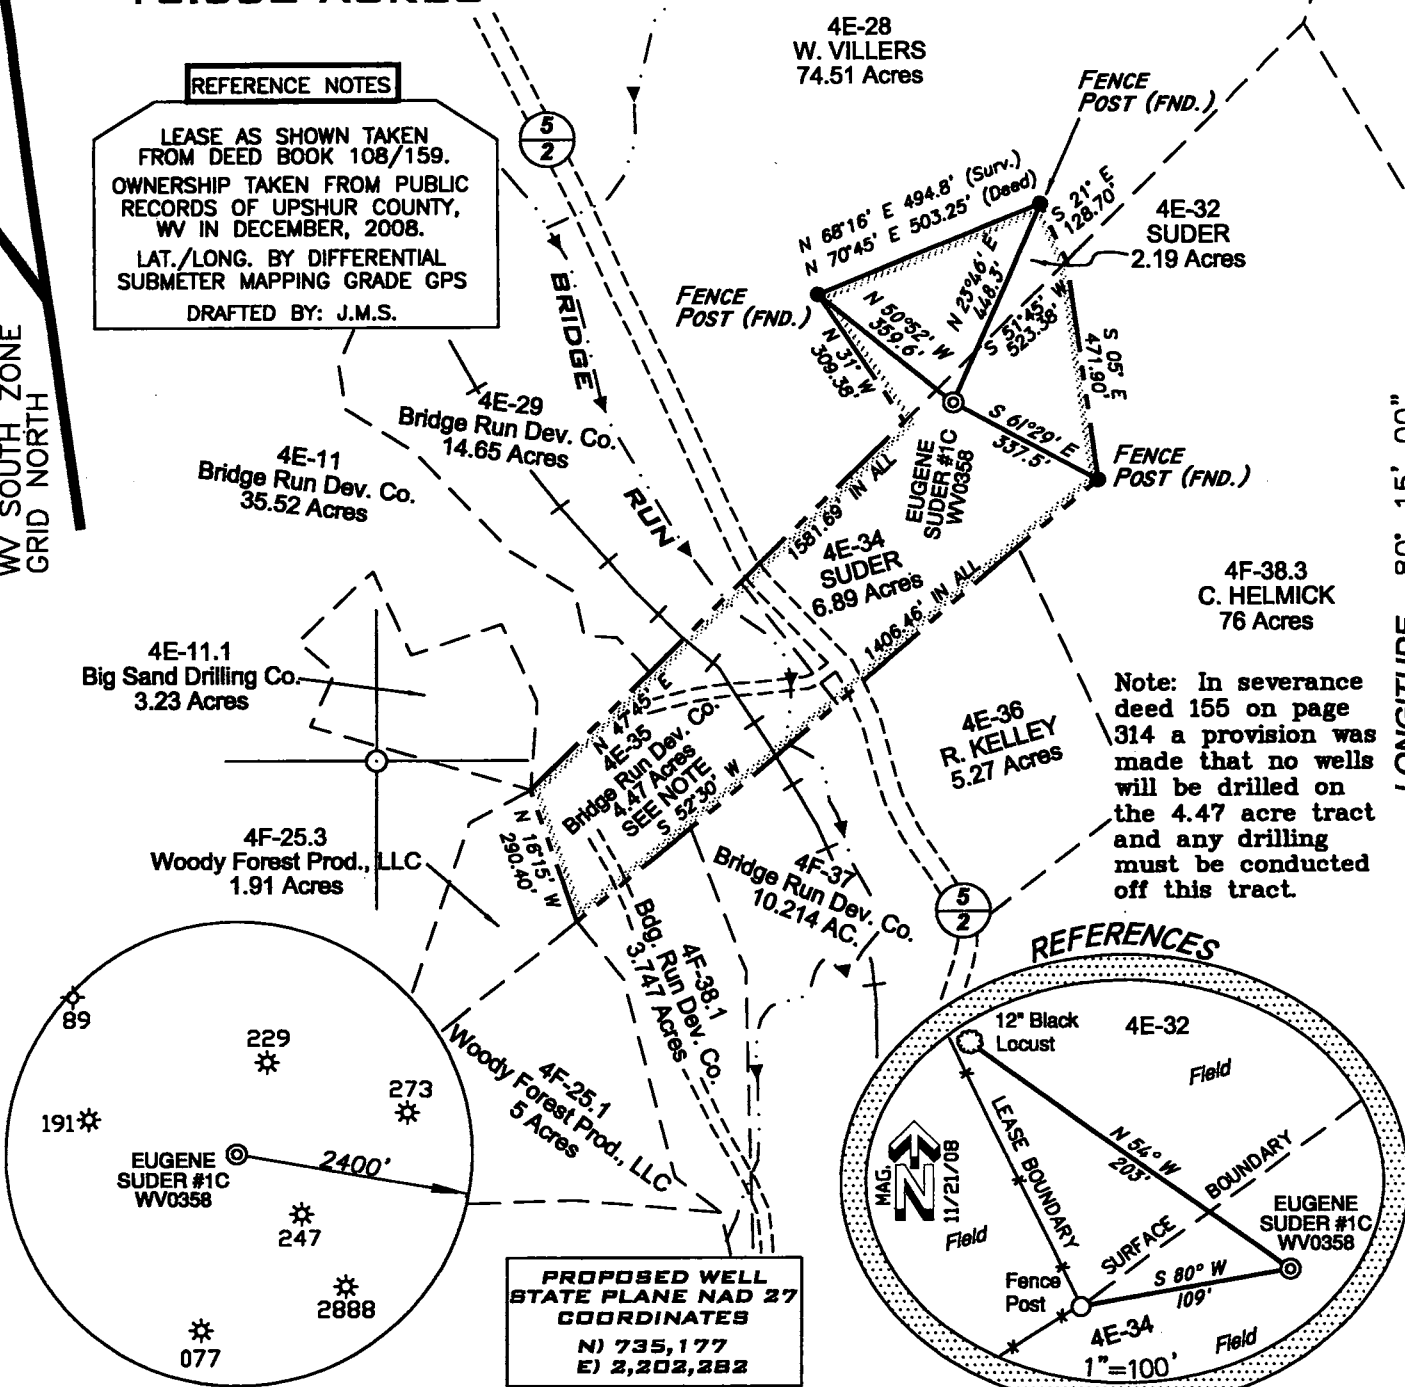 4E-28
W. VILLERS
74.51 Acres
REFERENCE NOTES
LEASE AS SHOWN TAKEN
FROM DEED BOOK 108/159.
OWNERSHIP TAKEN FROM PUBLIC
RECORDS OF UPSHUR COUNTY,
WV IN DECEMBER, 2008.
LAT./LONG. BY DIFFERENTIAL
SUBMETER MAPPING GRADE GPS
DRAFTED BY: J.M.S.
5
2
FENCE
POST (FND.)
N 68°16' E 494.8' (Surv.)
N 70°45' E 503.25' (Deed)
S 21° E
128.70'
4E-32
SUDER
2.19 Acres
FENCE
POST (FND.)
N 31° W
309.38'
N 50°52' W
359.6'
N 23°46' E
448.3'
S 51°45' W
523.38'
S 05° E
471.90'
S 61°29' E
337.5'
FENCE
POST (FND.)
EUGENE
SUDER #1C
WV0358
BRIDGE
RUN
WV SOUTH ZONE
GRID NORTH
4E-29
Bridge Run Dev. Co.
14.65 Acres
4E-11
Bridge Run Dev. Co.
35.52 Acres
1581.69' IN ALL
4E-34
SUDER
6.89 Acres
1406.46' IN ALL
4F-38.3
C. HELMICK
76 Acres
4E-11.1
Big Sand Drilling Co.
3.23 Acres
N 47°45' E
4E-35
Bridge Run Dev. Co.
4.47 Acres
SEE NOTE
S 52°30' W
N 16°15' W
290.40'
4E-36
R. KELLEY
5.27 Acres
Note: In severance
deed 155 on page
314 a provision was
made that no wells
will be drilled on
the 4.47 acre tract
and any drilling
must be conducted
off this tract.
4F-25.3
Woody Forest Prod., LLC
1.91 Acres
4F-37
Bridge Run Dev. Co.
10.214 AC.
5
2
4F-38.1
Bdg. Run Dev. Co.
3.747 Acres
4F-25.1
Woody Forest Prod., LLC
5 Acres
89
229
273
191
EUGENE
SUDER #1C
WV0358
2400'
247
2888
077
PROPOSED WELL
STATE PLANE NAD 27
COORDINATES
N) 735,177
E) 2,202,282
REFERENCES
12" Black
Locust
4E-32
Field
LEASE BOUNDARY
N 54° W
203'
MAG.
N
11/21/08
Field
SURFACE BOUNDARY
EUGENE
SUDER #1C
WV0358
Fence
Post
S 80° W
109'
4E-34
Field
1"=100'